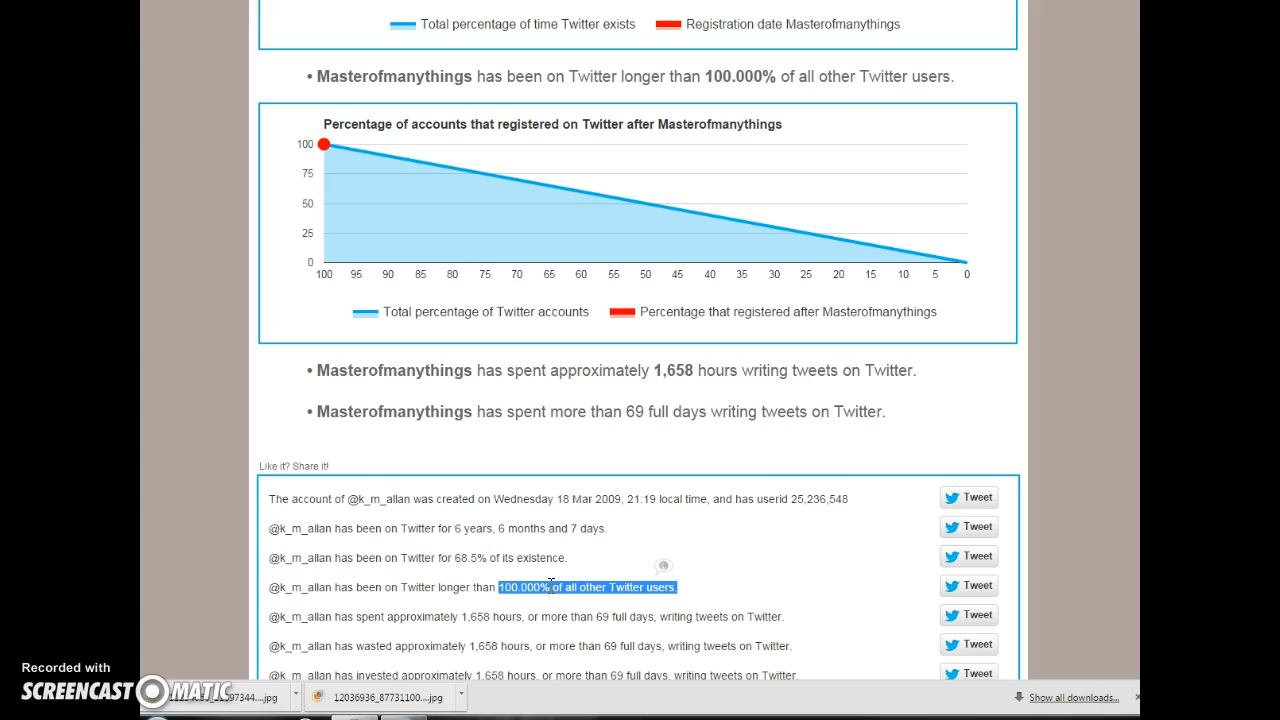 Total percentage of time Twitter exists Registration date Masterofmanythings
• Masterofmanythings has been on Twitter longer than 100.000% of all other Twitter users.
Percentage of accounts that registered on Twitter after Masterofmanythings
100
75
50
25
0
100 95 90 85 80 75 70 65 60 55 50 45 40 35 30 25 20 15 10 5 0
Total percentage of Twitter accounts Percentage that registered after Masterofmanythings
• Masterofmanythings has spent approximately 1,658 hours writing tweets on Twitter.
• Masterofmanythings has spent more than 69 full days writing tweets on Twitter.
Like it? Share it!
The account of @k_m_allan was created on Wednesday 18 Mar 2009, 21:19 local time, and has userid 25,236,548 Tweet
@k_m_allan has been on Twitter for 6 years, 6 months and 7 days. Tweet
@k_m_allan has been on Twitter for 68.5% of its existence. Tweet
@k_m_allan has been on Twitter longer than 100.000% of all other Twitter users. Tweet
@k_m_allan has spent approximately 1,658 hours, or more than 69 full days, writing tweets on Twitter. Tweet
@k_m_allan has wasted approximately 1,658 hours, or more than 69 full days, writing tweets on Twitter. Tweet
@k_m_allan has invested approximately 1,658 hours, or more than 69 full days, writing tweets on Twitter. Tweet
Recorded with
SCREENCAST MATIC
12036936_87731100....jpg Show all downloads...